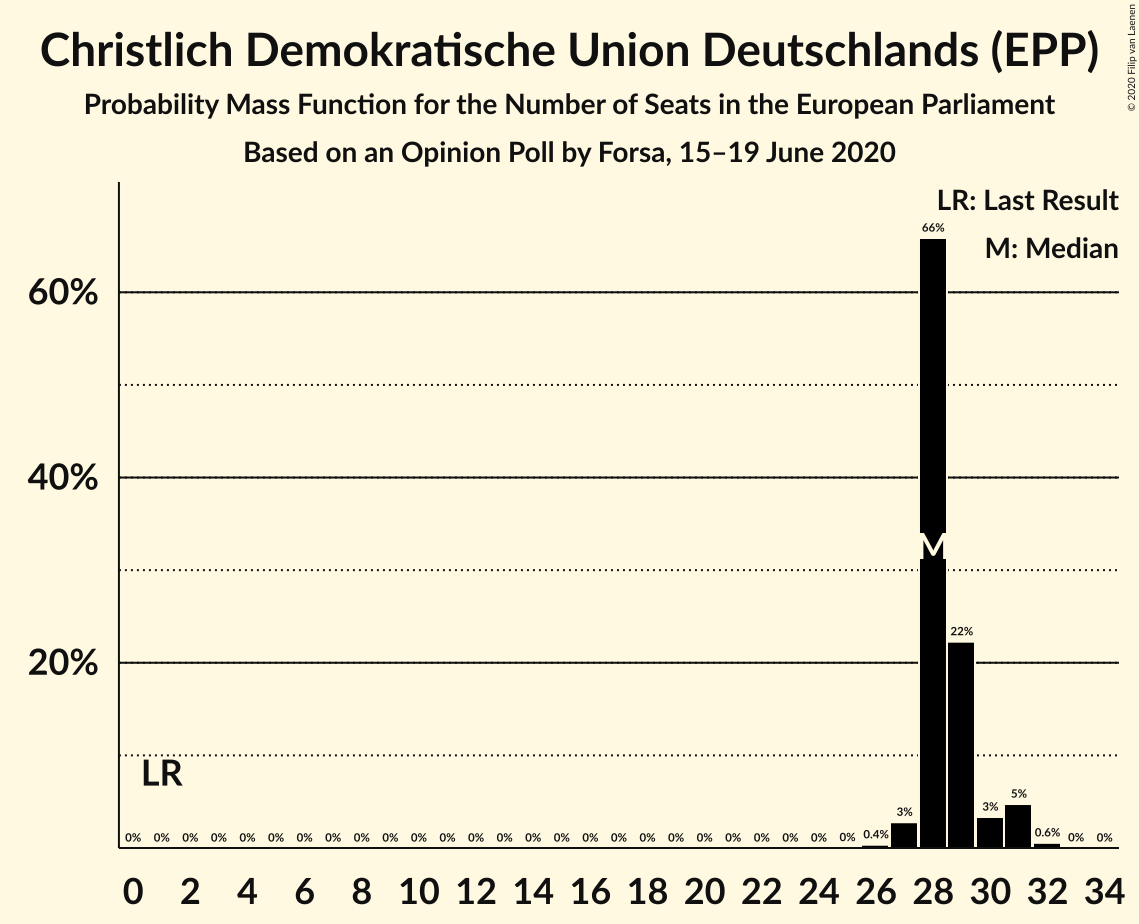 Christlich Demokratische Union Deutschlands (EPP)
Probability Mass Function for the Number of Seats in the European Parliament
Based on an Opinion Poll by Forsa, 15–19 June 2020
© 2020 Filip van Laenen
LR: Last Result
M: Median
66%
60%
40%
M
22%
20%
LR
0% 0% 0% 0% 0% 0% 0% 0% 0% 0% 0% 0% 0% 0% 0% 0% 0% 0% 0% 0% 0% 0% 0% 0% 0% 0% 0.4% 3% 3% 5% 0.6% 0% 0%
0 2 4 6 8 10 12 14 16 18 20 22 24 26 28 30 32 34